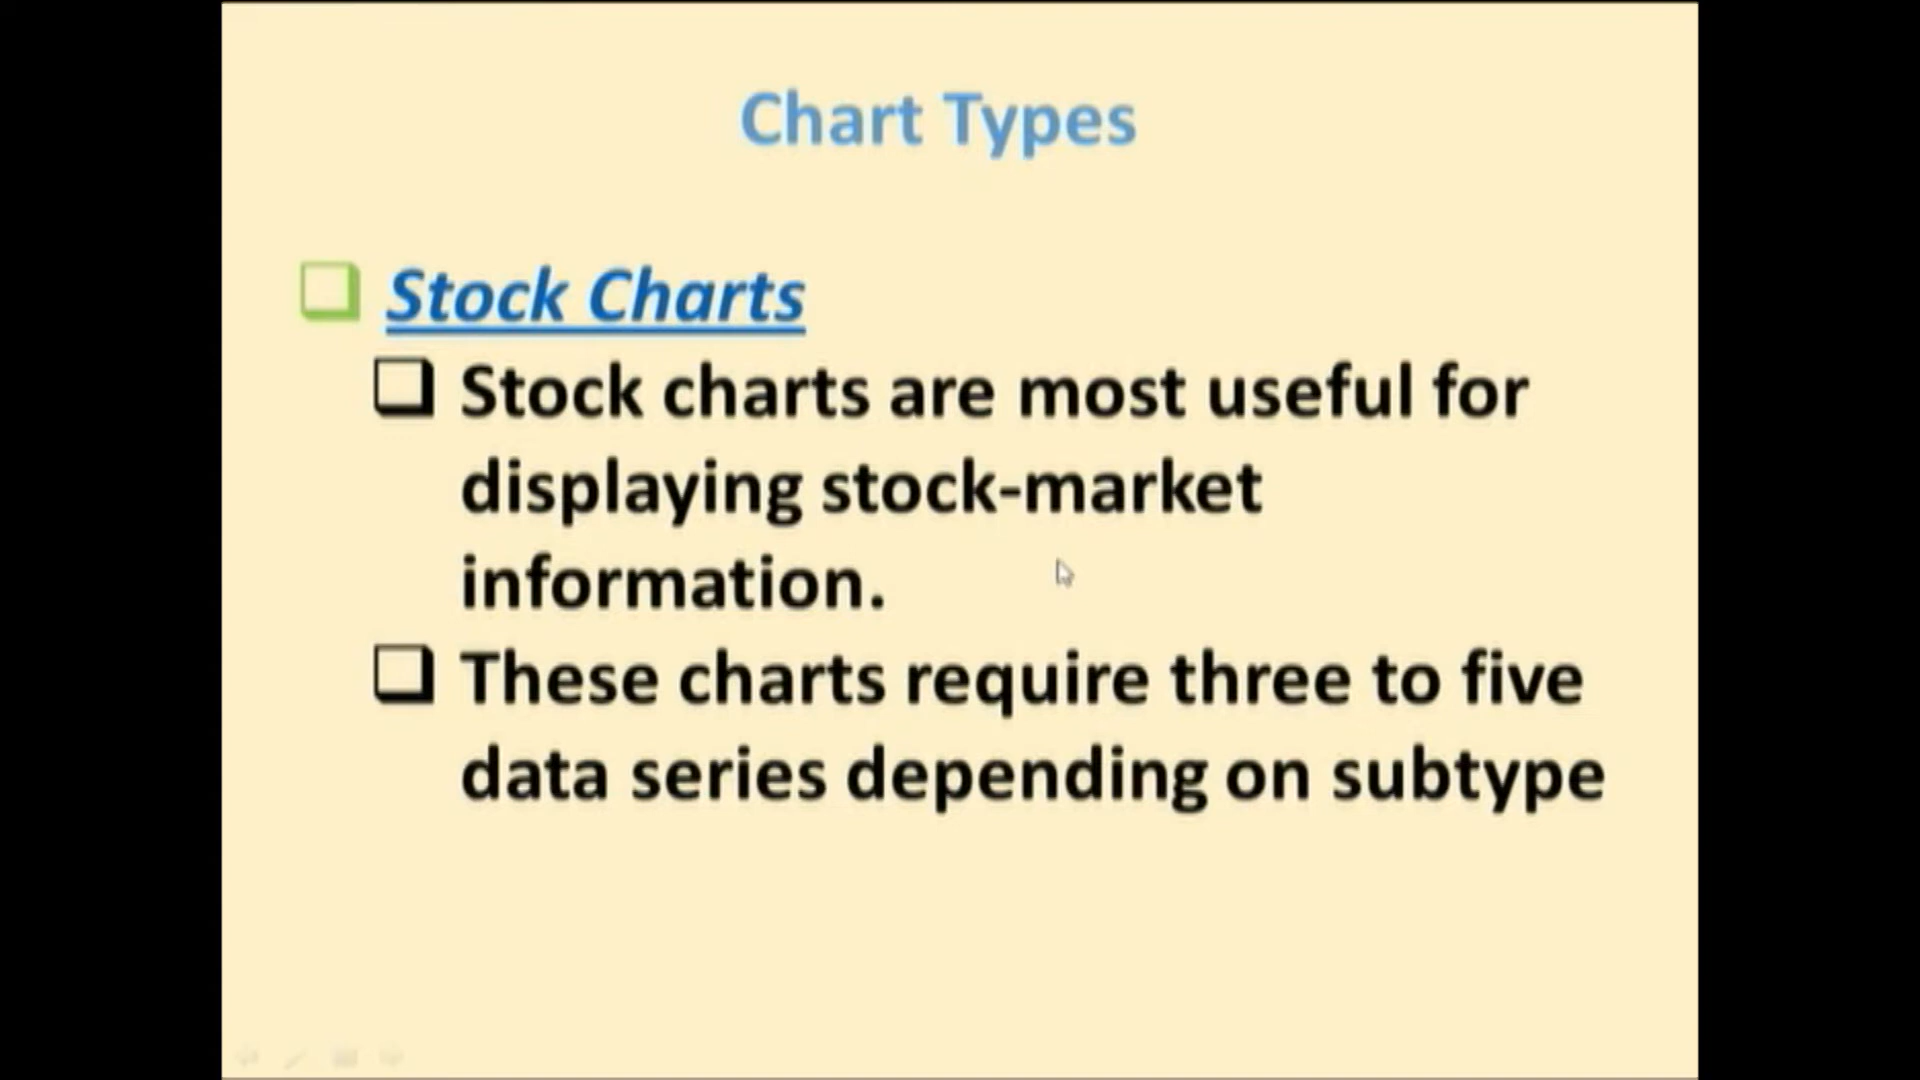 Chart Types
Stock Charts
Stock charts are most useful for
displaying stock-market
information.
These charts require three to five
data series depending on subtype